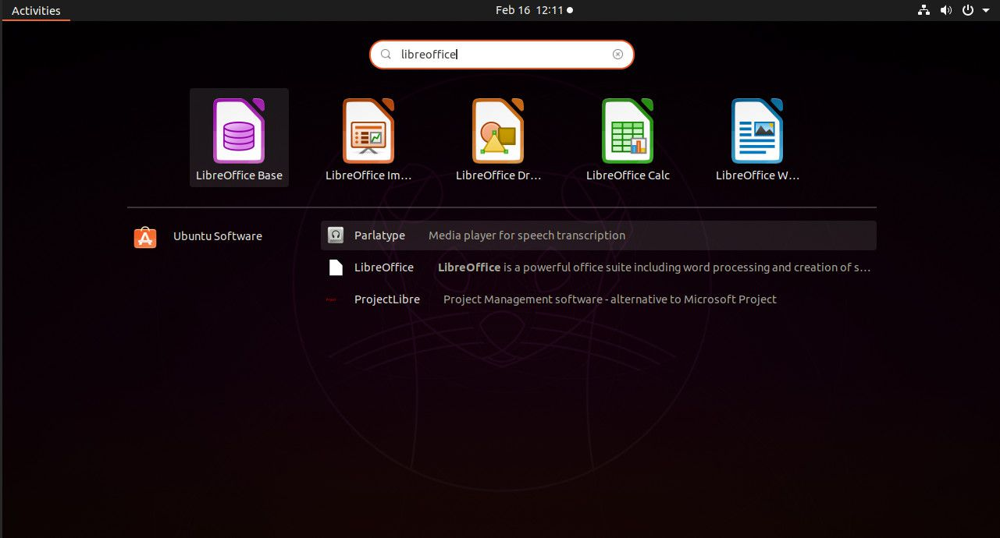 Activities
Feb 16 12:11
libreoffice
LibreOffice Base
LibreOffice Im…
LibreOffice Dr…
LibreOffice Calc
LibreOffice W…
Ubuntu Software
Parlatype Media player for speech transcription
LibreOffice LibreOffice is a powerful office suite including word processing and creation of s…
ProjectLibre Project Management software - alternative to Microsoft Project